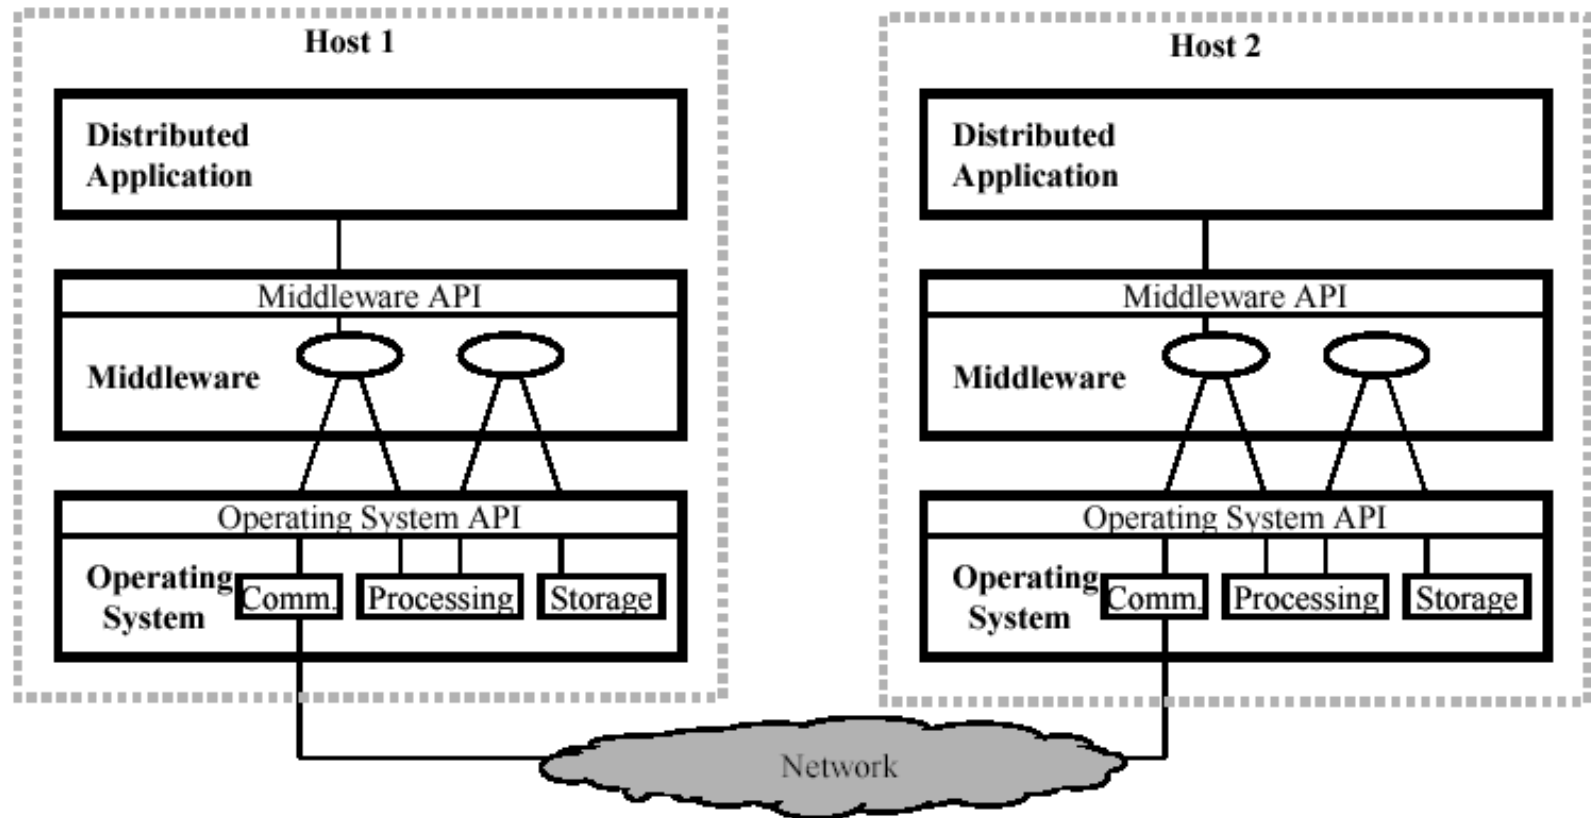 Host 1
Distributed
Application
Middleware API
Middleware
Operating System API
Operating
System
Comm.
Processing
Storage
Host 2
Distributed
Application
Middleware API
Middleware
Operating System API
Operating
System
Comm.
Processing
Storage
Network